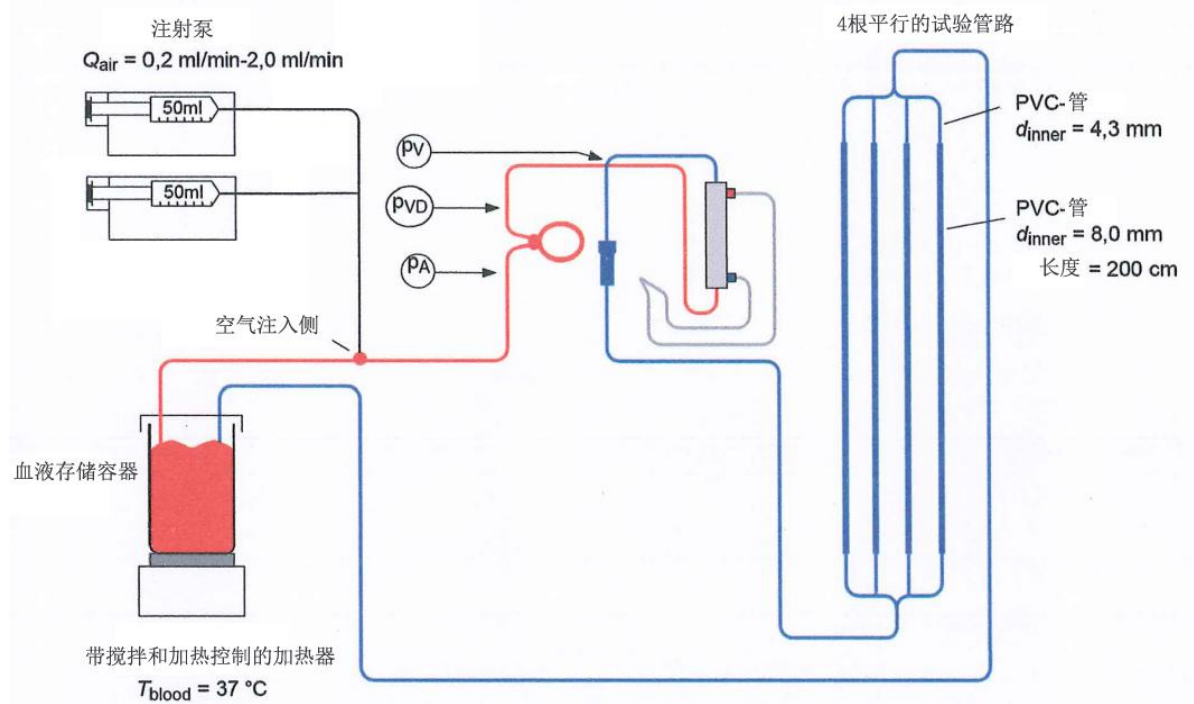 注射泵
Qair = 0,2 ml/min-2,0 ml/min
50ml
50ml
pV
pVD
pA
空气注入侧
血液存储容器
带搅拌和加热控制的加热器
Tblood = 37 °C
4根平行的试验管路
PVC-管
dinner = 4,3 mm
PVC-管
dinner = 8,0 mm
长度 = 200 cm